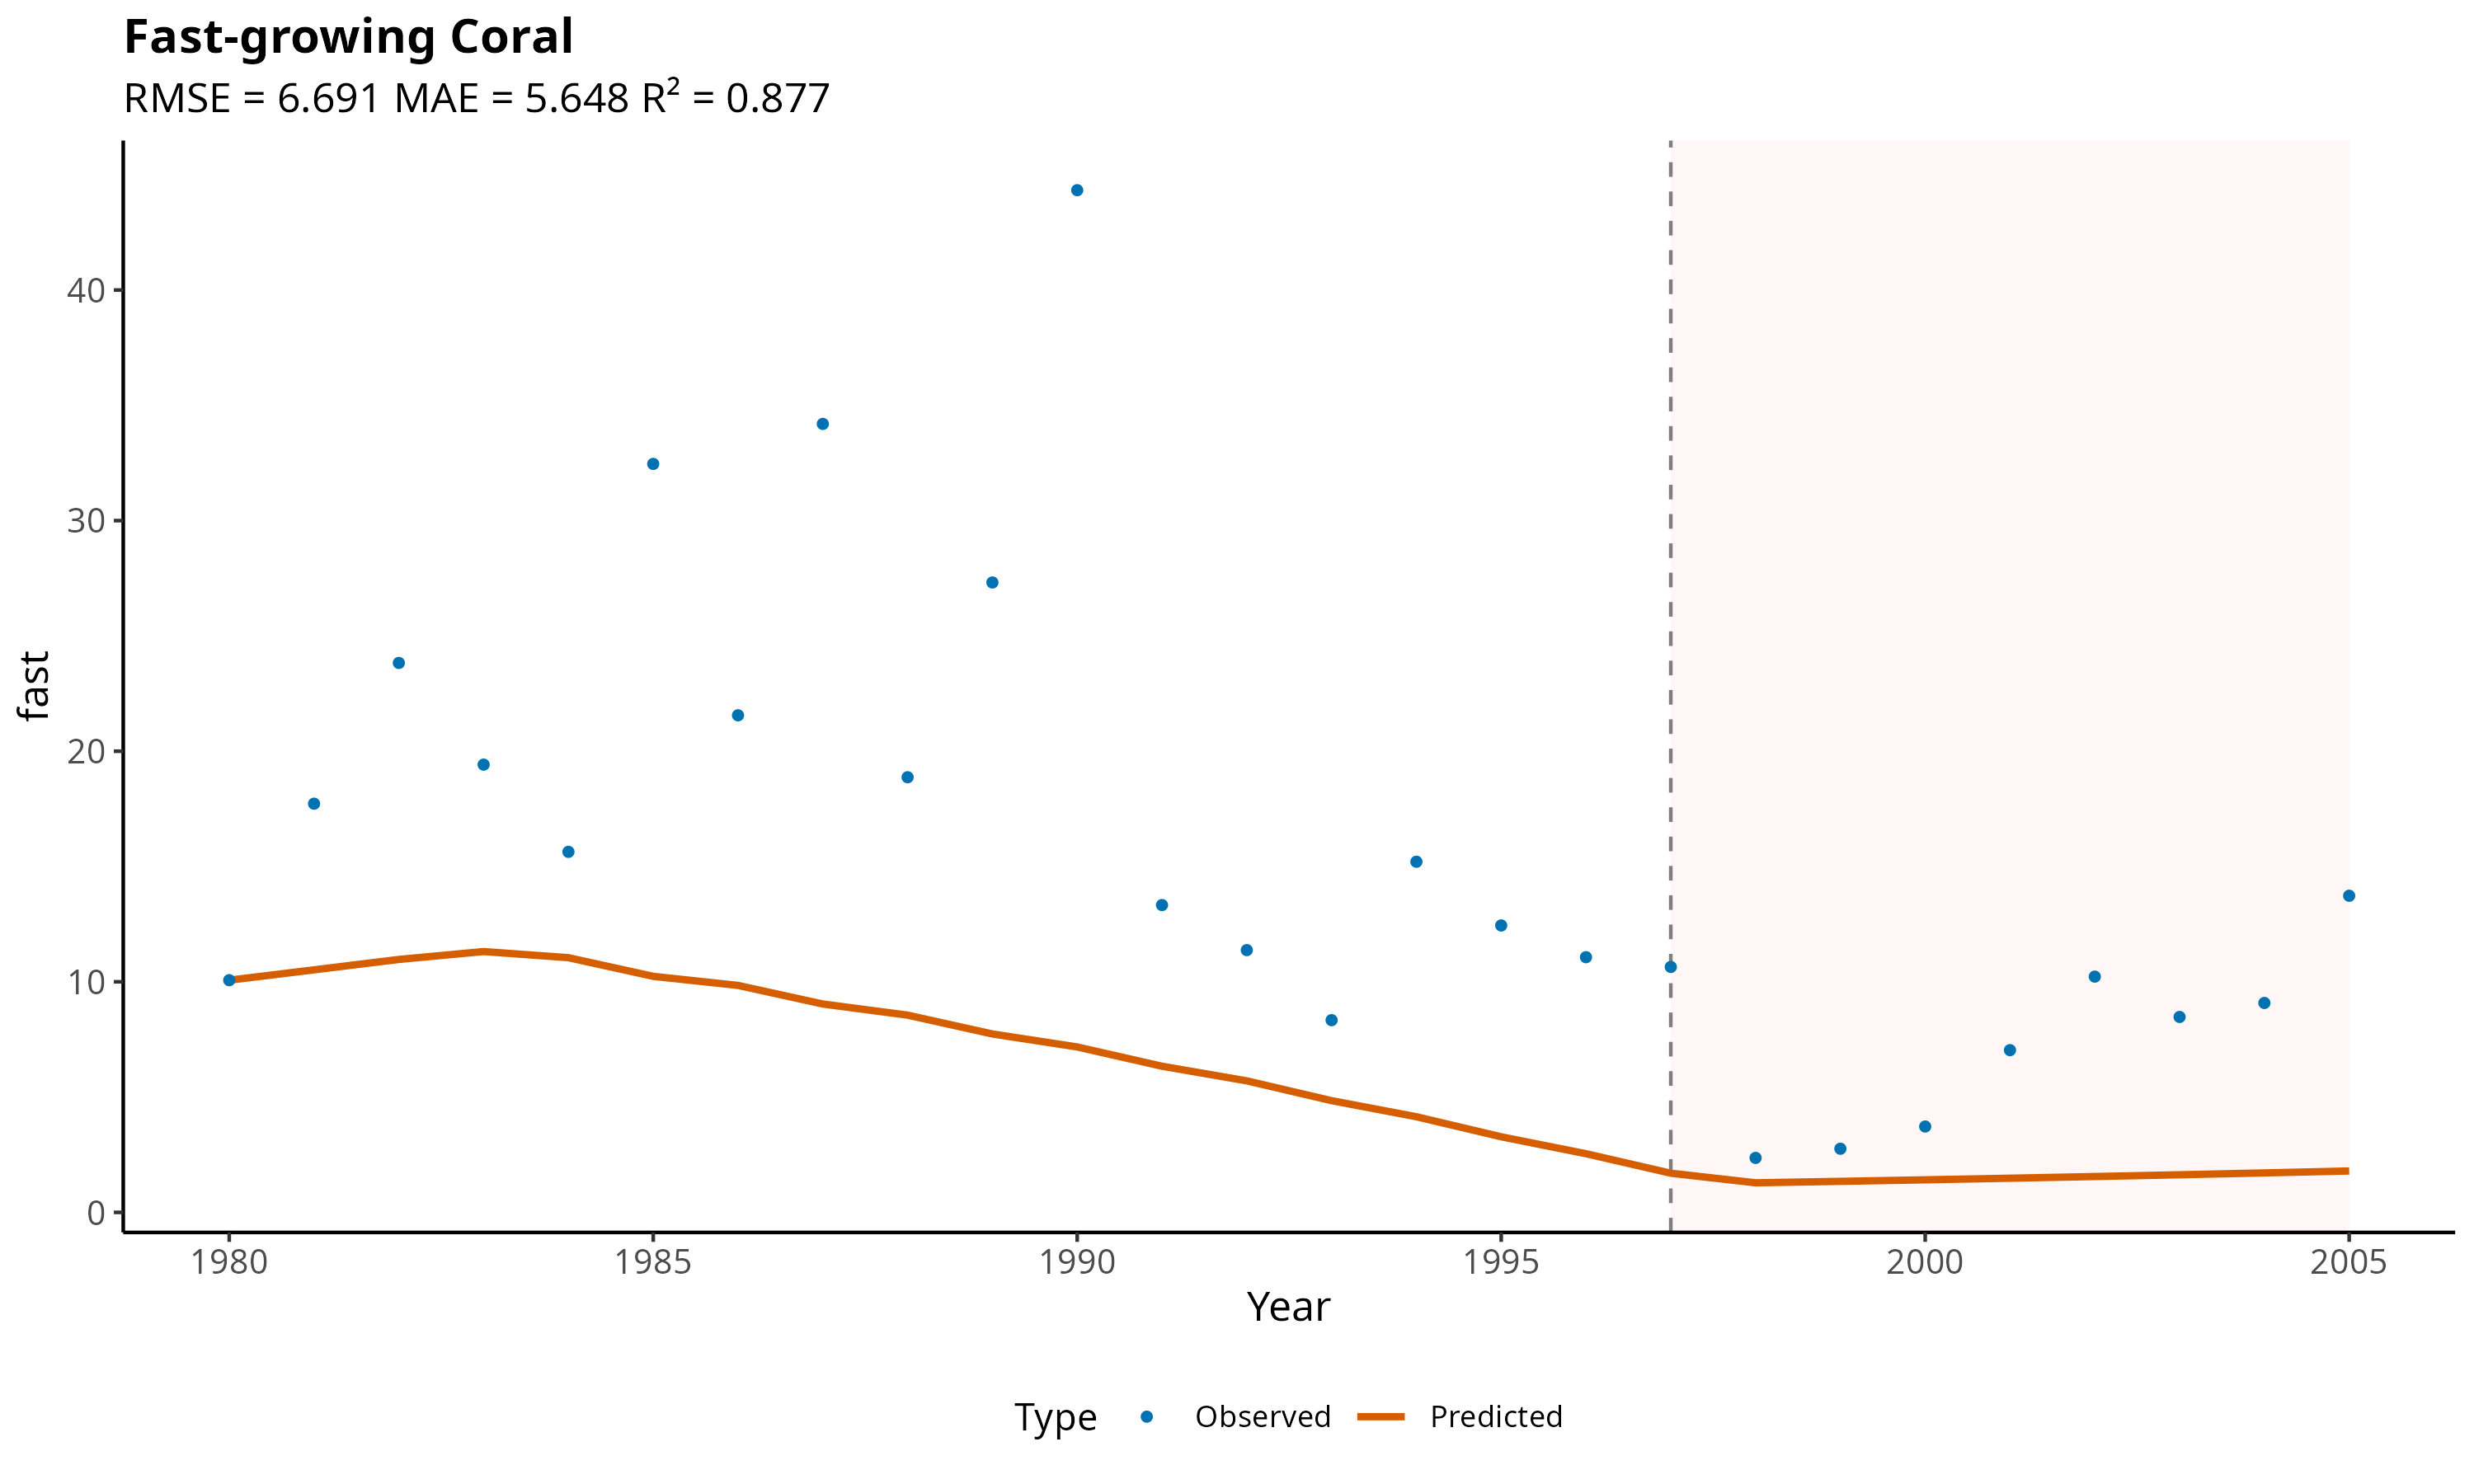 Fast-growing Coral
RMSE = 6.691 MAE = 5.648 R² = 0.877
fast
40
30
20
10
0
1980 1985 1990 1995 2000 2005
Year
Type Observed Predicted